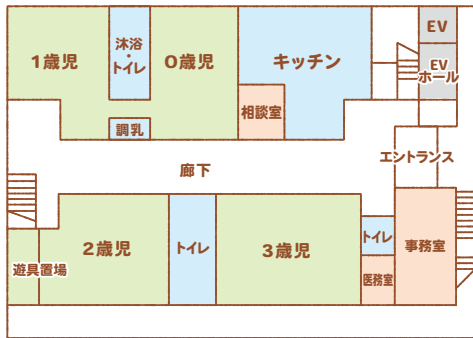 1歳児
沐浴
・
トイレ
0歳児
キッチン
EV
EV
ホール
調乳
相談室
エントランス
廊下
2歳児
トイレ
3歳児
トイレ
事務室
遊具置場
医務室